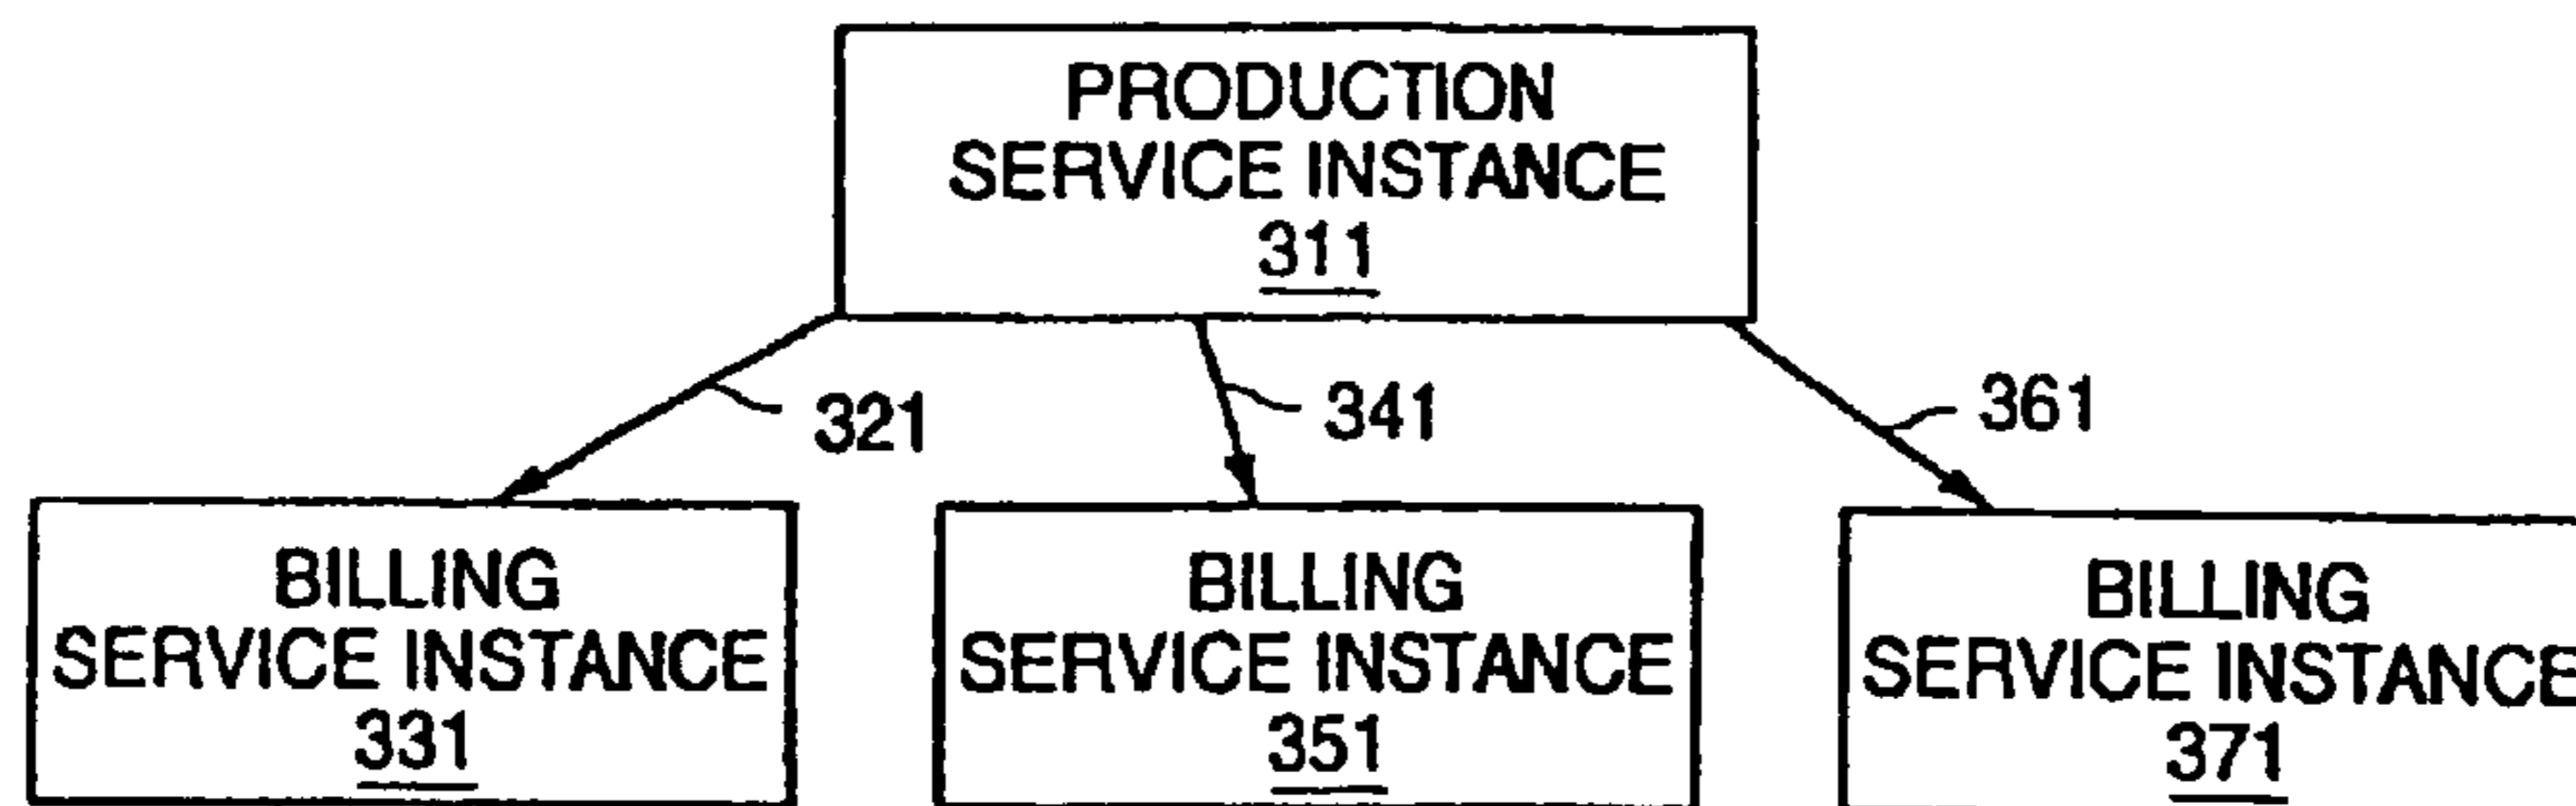 PRODUCTION
SERVICE INSTANCE
311
321
341
361
BILLING
SERVICE INSTANCE
331
BILLING
SERVICE INSTANCE
351
BILLING
SERVICE INSTANCE
371